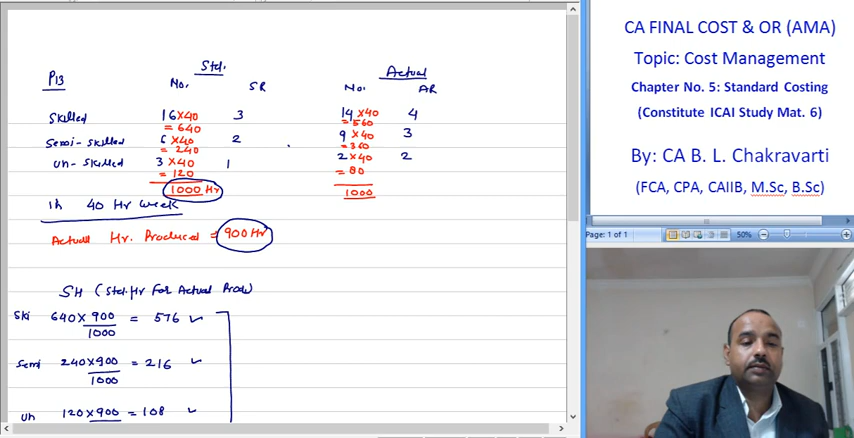 CA FINAL COST & OR (AMA)
Topic: Cost Management
Chapter No. 5: Standard Costing
(Constitute ICAI Study Mat. 6)
By: CA B. L. Chakravarti
(FCA, CPA, CAIIB, M.Sc, B.Sc)
Page: 1 of 1
50%
P13
Std. Actual
No. SR No. AR
Skilled 16×40 3 14×40 4
= 640 = 560
Semi-skilled 6×40 2 9×40 3
= 240 = 360
un-skilled 3×40 1 2×40 2
= 120 = 80
1000 Hr 1000
In 40 Hr week
Actual Hr. Produced = 900 Hr
SH (Std. Hr For Actual Prodn)
Ski 640×900 = 576
1000
Semi 240×900 = 216
1000
Un 120×900 = 108